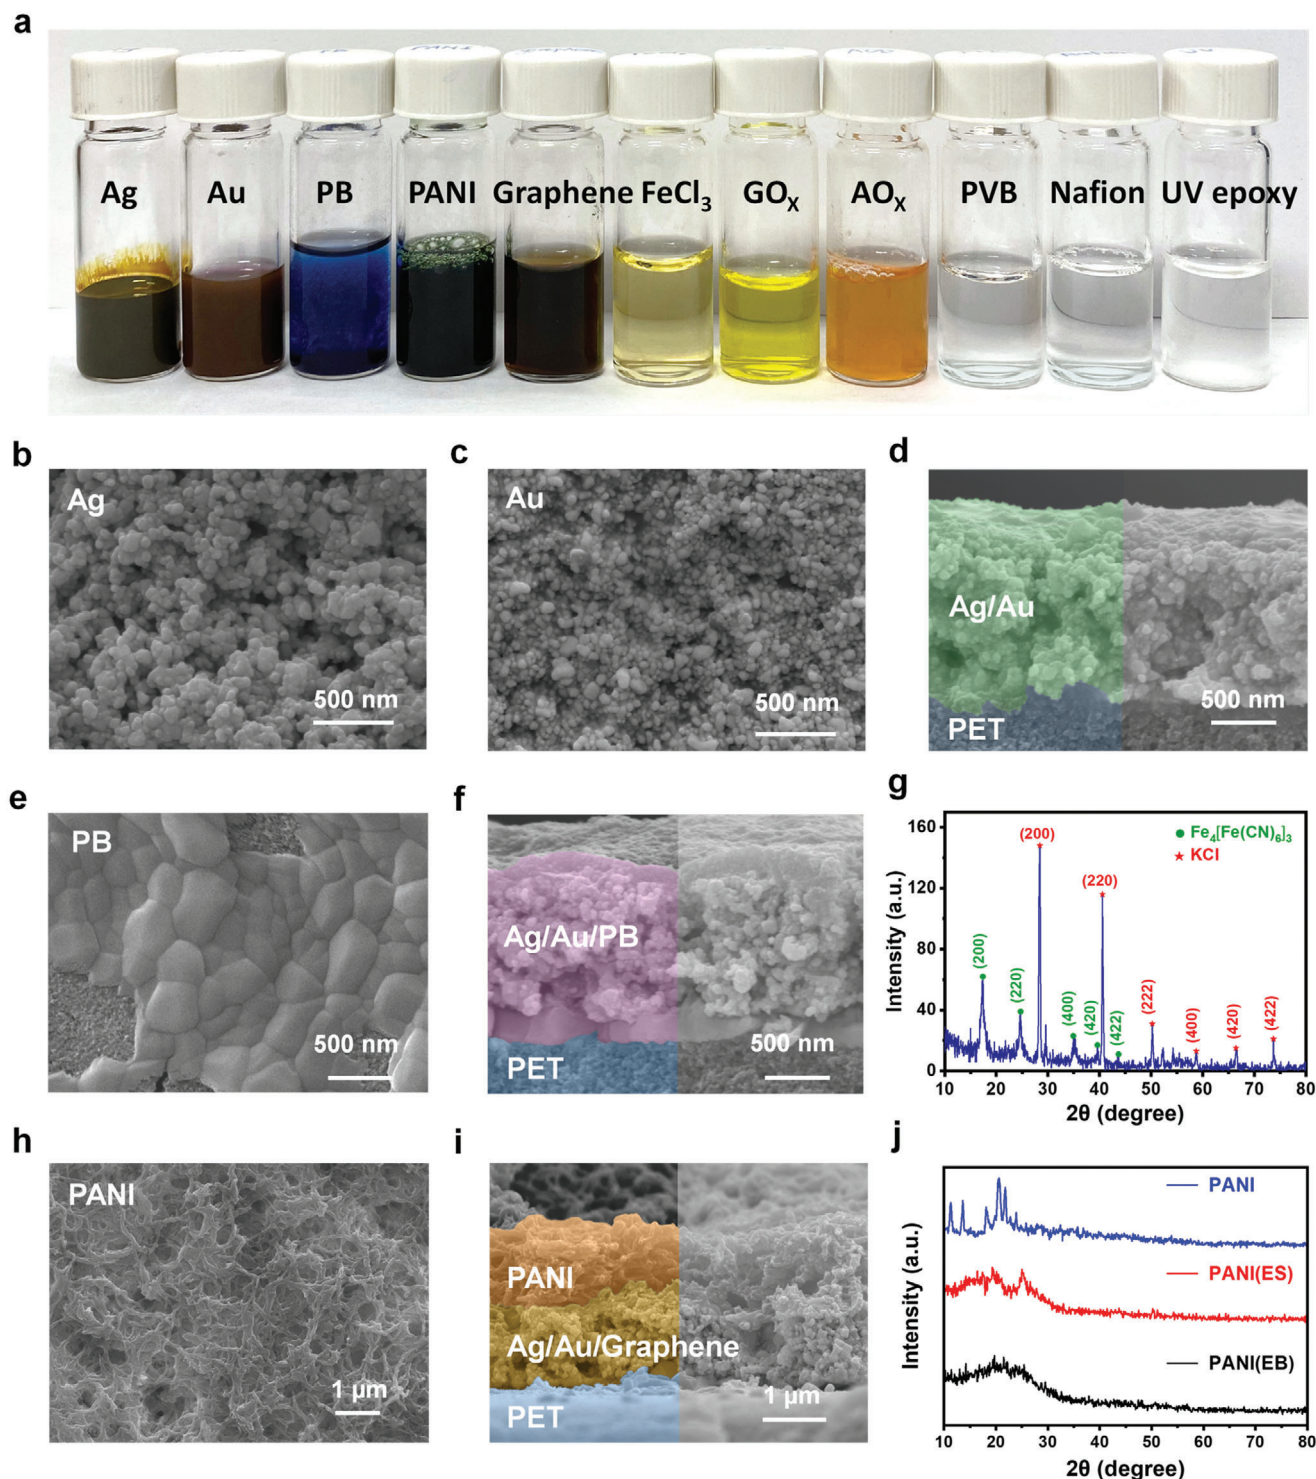 a
Ag Au PB PANI Graphene FeCl₃ GOₓ AOₓ PVB Nafion UV epoxy
b
Ag
500 nm
c
Au
500 nm
d
Ag/Au
PET
500 nm
e
PB
500 nm
f
Ag/Au/PB
PET
500 nm
g
Intensity (a.u.)
160
120
80
40
0
(200)
(220)
(400)
(420)
(422)
(200)
(220)
(222)
(400)
(420)
(422)
Fe₄[Fe(CN)₆]₃
KCl
10 20 30 40 50 60 70 80
2θ (degree)
h
PANI
1 μm
i
PANI
Ag/Au/Graphene
PET
1 μm
j
Intensity (a.u.)
PANI
PANI(ES)
PANI(EB)
10 20 30 40 50 60 70 80
2θ (degree)